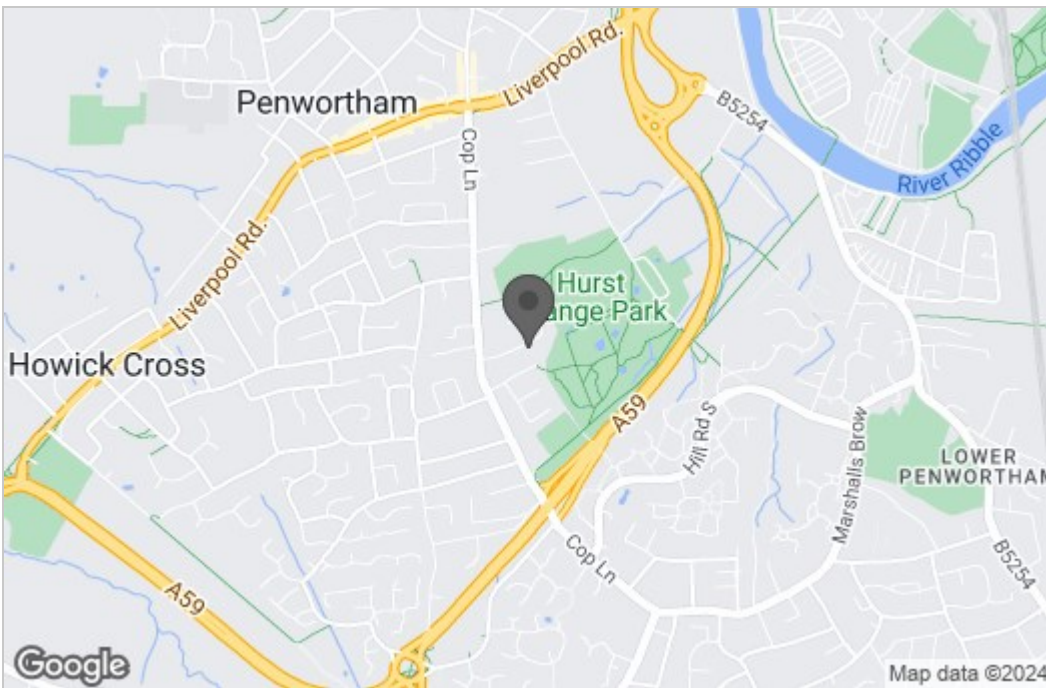 Penwortham
Liverpool Rd.
B5254
River Ribble
Cop Ln
Liverpool Rd.
Hurst
ange Park
Howick Cross
A59
Hill Rd S
Marshalls Brow
LOWER
PENWORTHAM
Cop Ln
B5254
A59
Google
Map data ©2024